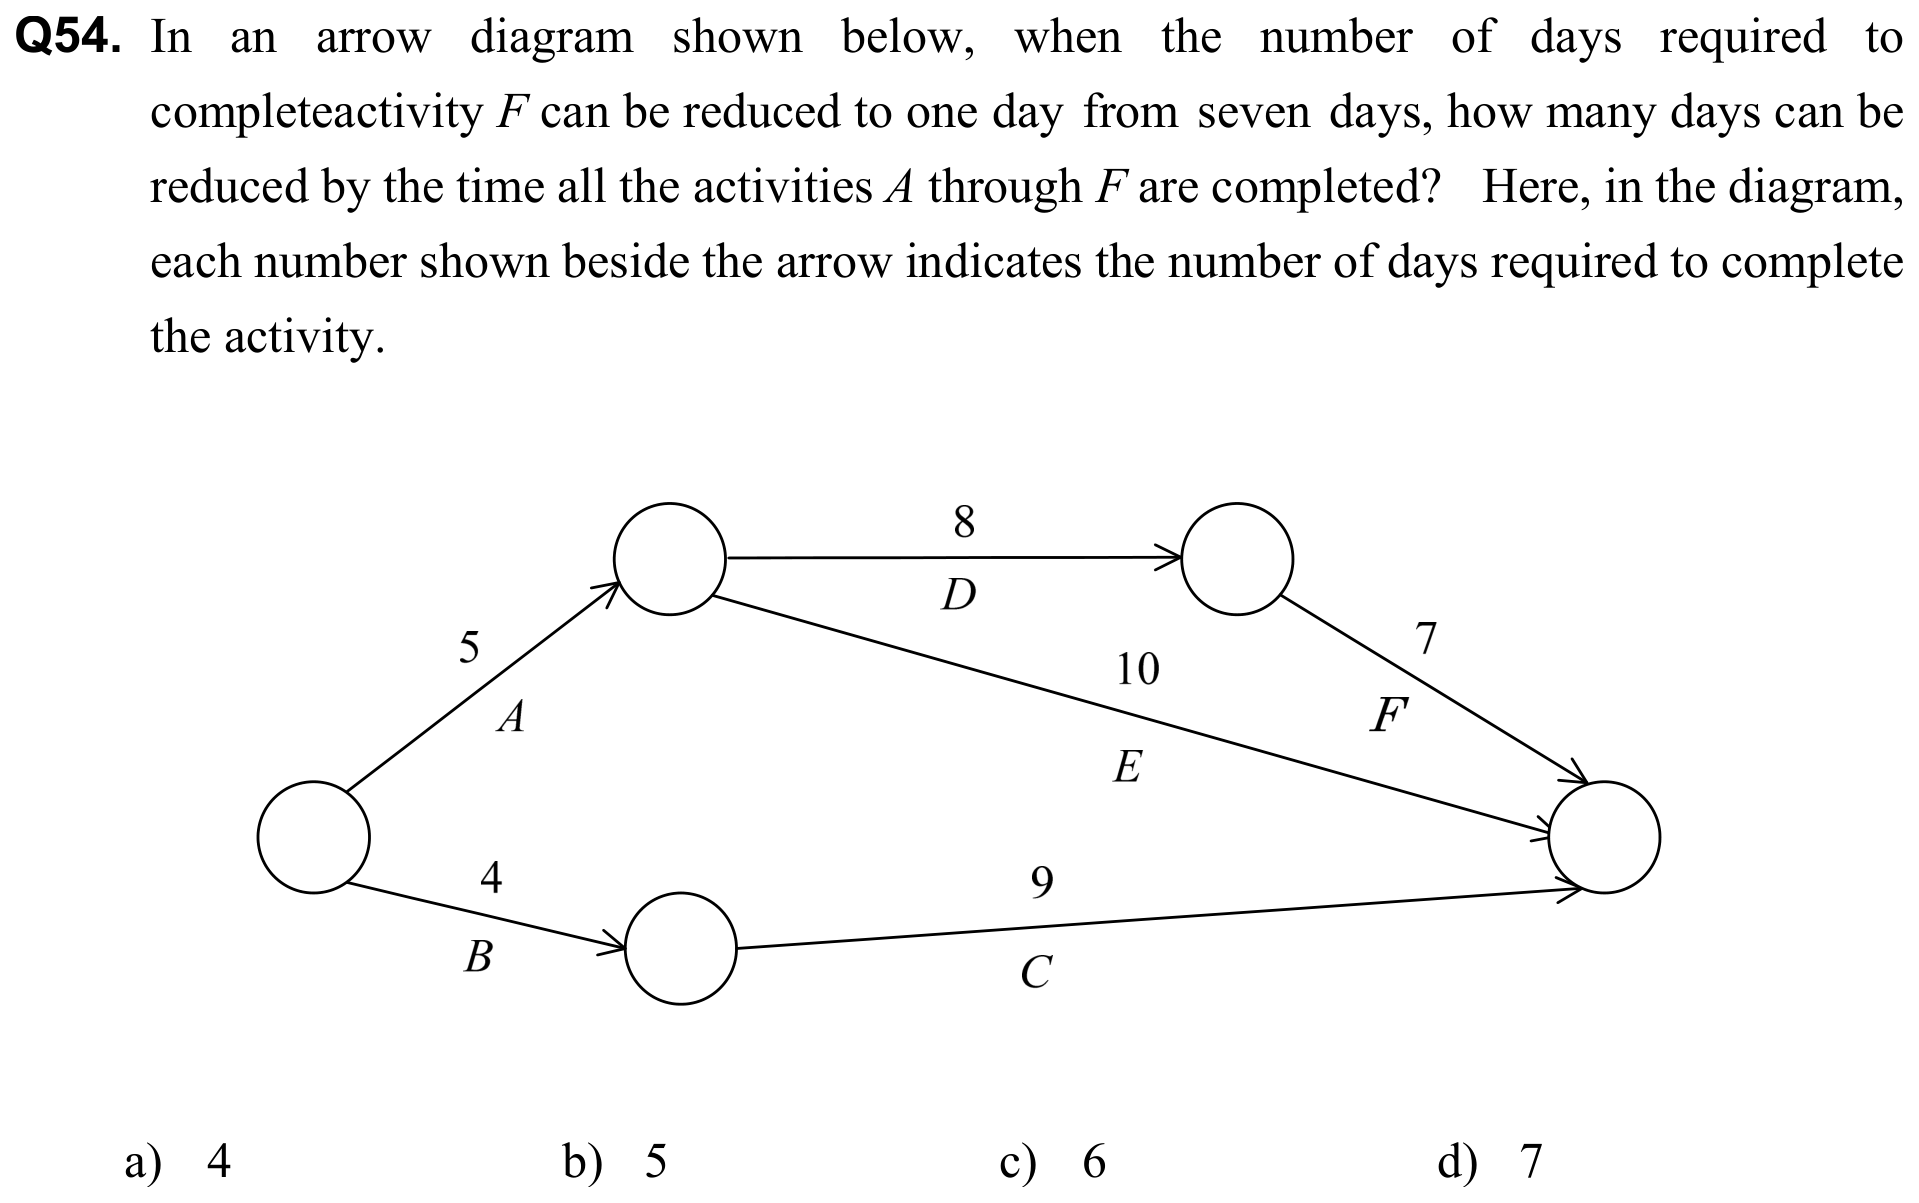 Q54. In an arrow diagram shown below, when the number of days required to
completeactivity F can be reduced to one day from seven days, how many days can be
reduced by the time all the activities A through F are completed? Here, in the diagram,
each number shown beside the arrow indicates the number of days required to complete
the activity.
8
D
5
A
7
F
10
E
4
B
9
C
a) 4 b) 5 c) 6 d) 7